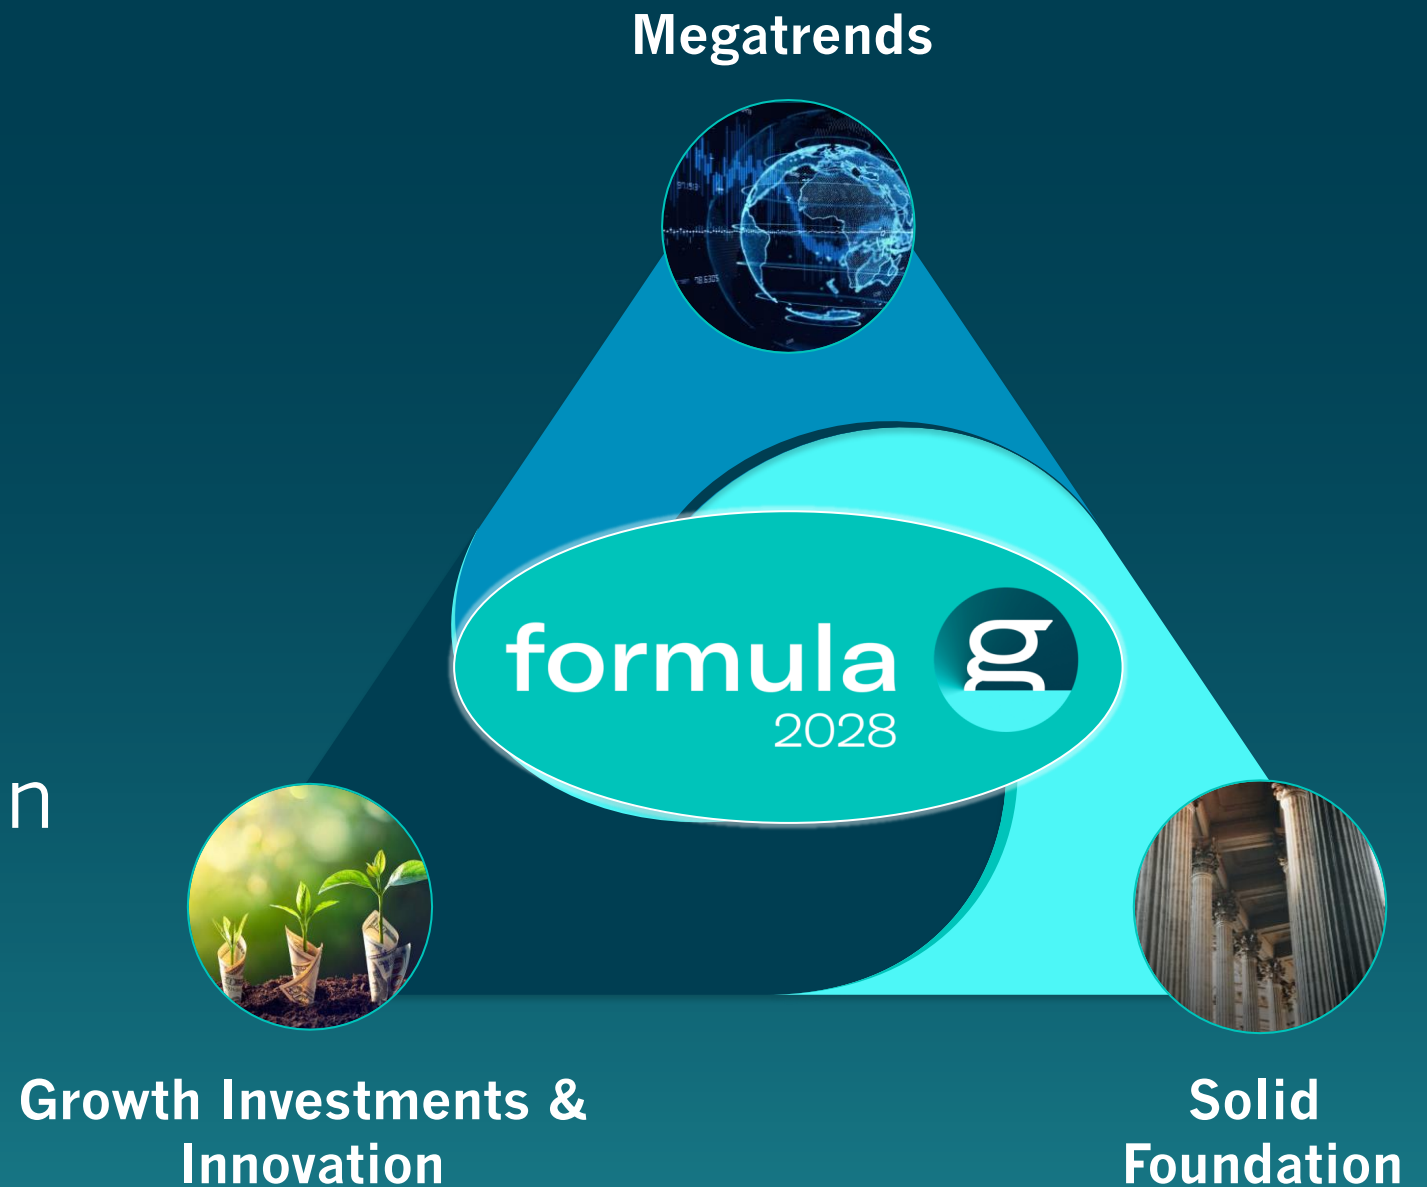 Megatrends
formula g
2028
n
Growth Investments &
Innovation
Solid
Foundation